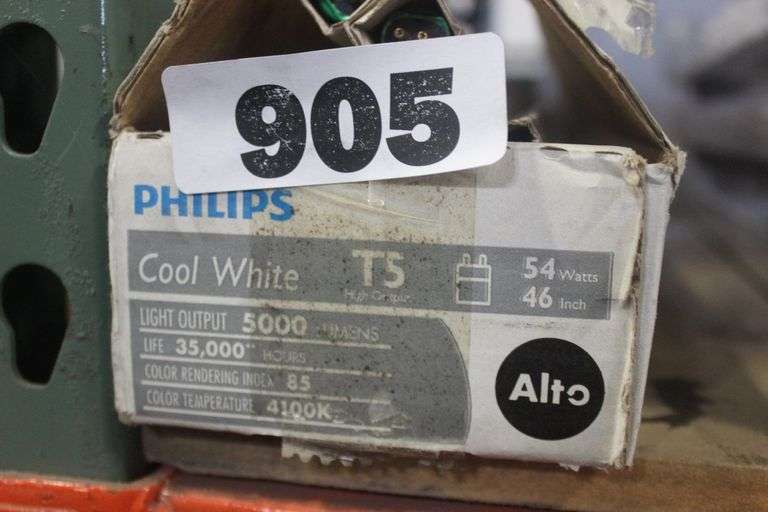 905
PHILIPS
Cool White T5 54 Watts
High Output 46 Inch
LIGHT OUTPUT 5000 LUMENS
LIFE 35,000** HOURS
COLOR RENDERING INDEX 85
COLOR TEMPERATURE 4100K
Alto